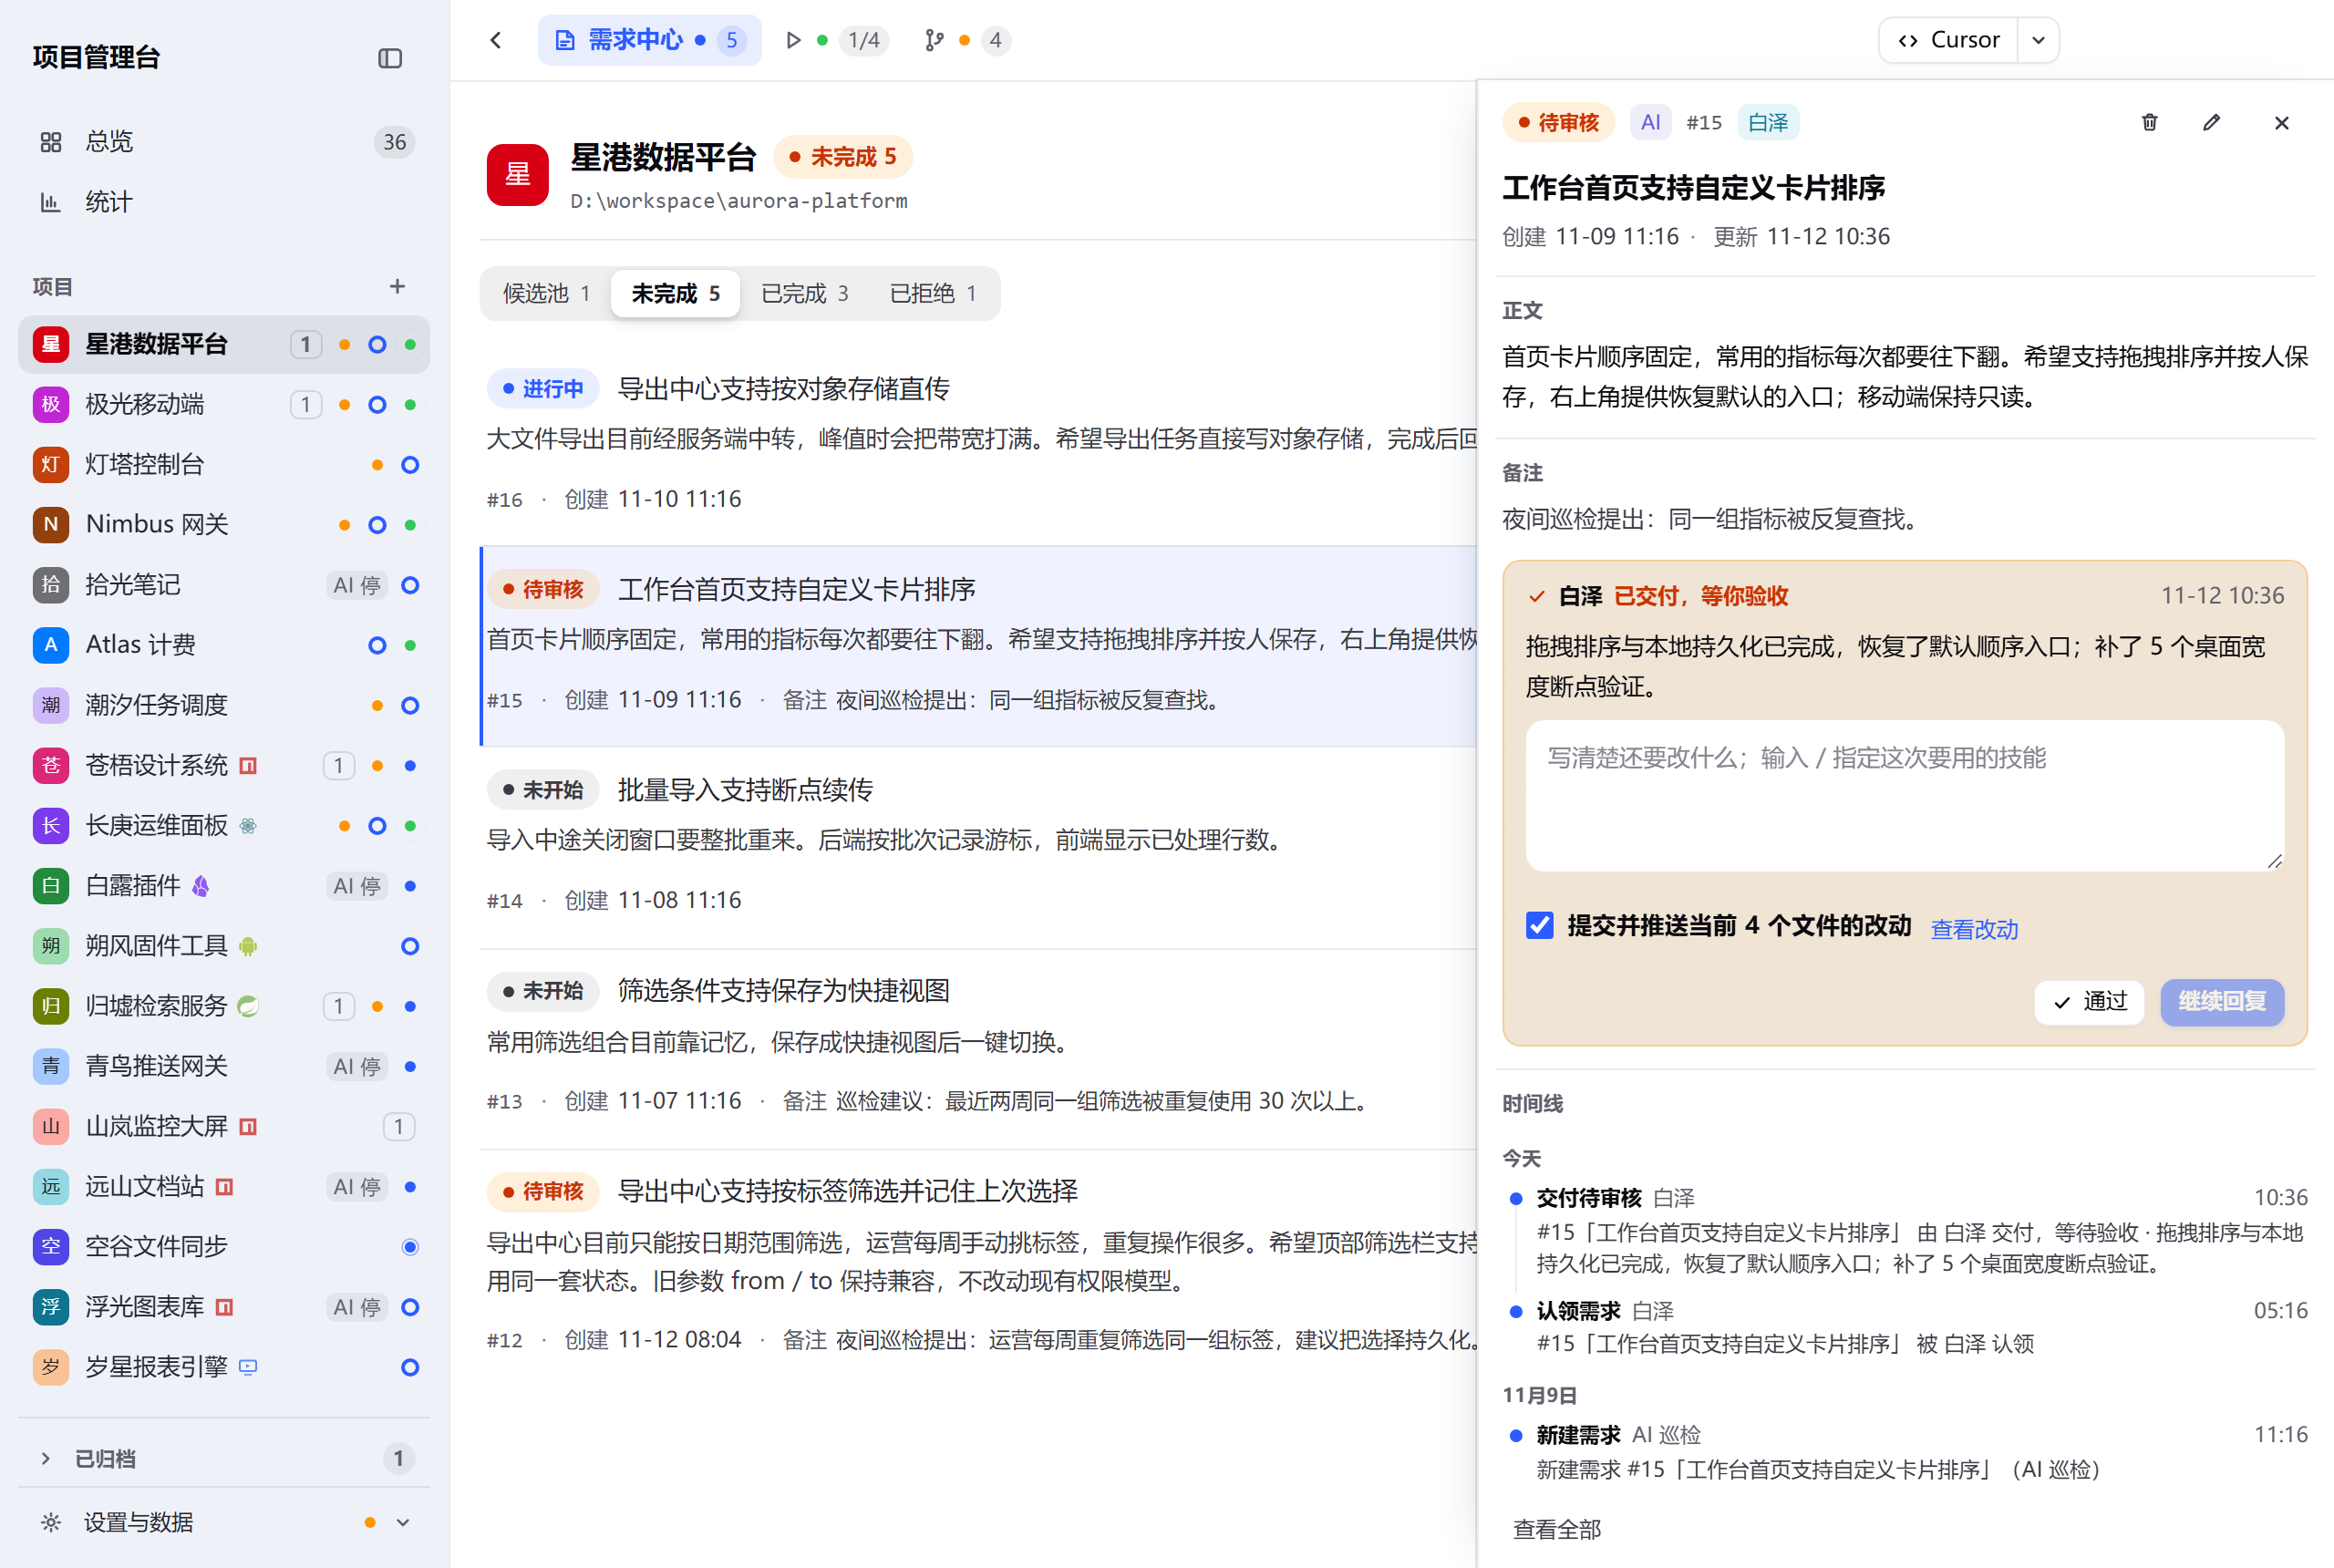 项目管理台
总览 36
统计
项目
星 星港数据平台 1
极 极光移动端 1
灯 灯塔控制台
N Nimbus 网关
拾 拾光笔记 AI 停
A Atlas 计费
潮 潮汐任务调度
苍 苍梧设计系统 1
长 长庚运维面板
白 白露插件 AI 停
朔 朔风固件工具
归 归墟检索服务 1
青 青鸟推送网关 AI 停
山 山岚监控大屏 1
远 远山文档站 AI 停
空 空谷文件同步
浮 浮光图表库 AI 停
岁 岁星报表引擎
已归档 1
设置与数据
需求中心 5
1/4
4
Cursor
星
星港数据平台 未完成 5
D:\workspace\aurora-platform
候选池 1 未完成 5 已完成 3 已拒绝 1
进行中 导出中心支持按对象存储直传
大文件导出目前经服务端中转，峰值时会把带宽打满。希望导出任务直接写对象存储，完成后回
#16 · 创建 11-10 11:16
待审核 工作台首页支持自定义卡片排序
首页卡片顺序固定，常用的指标每次都要往下翻。希望支持拖拽排序并按人保存，右上角提供恢
#15 · 创建 11-09 11:16 · 备注 夜间巡检提出：同一组指标被反复查找。
未开始 批量导入支持断点续传
导入中途关闭窗口要整批重来。后端按批次记录游标，前端显示已处理行数。
#14 · 创建 11-08 11:16
未开始 筛选条件支持保存为快捷视图
常用筛选组合目前靠记忆，保存成快捷视图后一键切换。
#13 · 创建 11-07 11:16 · 备注 巡检建议：最近两周同一组筛选被重复使用 30 次以上。
待审核 导出中心支持按标签筛选并记住上次选择
导出中心目前只能按日期范围筛选，运营每周手动挑标签，重复操作很多。希望顶部筛选栏支持
用同一套状态。旧参数 from / to 保持兼容，不改动现有权限模型。
#12 · 创建 11-12 08:04 · 备注 夜间巡检提出：运营每周重复筛选同一组标签，建议把选择持久化。
待审核 AI #15 白泽
工作台首页支持自定义卡片排序
创建 11-09 11:16 · 更新 11-12 10:36
正文
首页卡片顺序固定，常用的指标每次都要往下翻。希望支持拖拽排序并按人保
存，右上角提供恢复默认的入口；移动端保持只读。
备注
夜间巡检提出：同一组指标被反复查找。
白泽 已交付，等你验收 11-12 10:36
拖拽排序与本地持久化已完成，恢复了默认顺序入口；补了 5 个桌面宽
度断点验证。
写清楚还要改什么；输入 / 指定这次要用的技能
提交并推送当前 4 个文件的改动 查看改动
通过 继续回复
时间线
今天
交付待审核 白泽 10:36
#15「工作台首页支持自定义卡片排序」 由 白泽 交付，等待验收 · 拖拽排序与本地
持久化已完成，恢复了默认顺序入口；补了 5 个桌面宽度断点验证。
认领需求 白泽 05:16
#15「工作台首页支持自定义卡片排序」 被 白泽 认领
11月9日
新建需求 AI 巡检 11:16
新建需求 #15「工作台首页支持自定义卡片排序」（AI 巡检）
查看全部